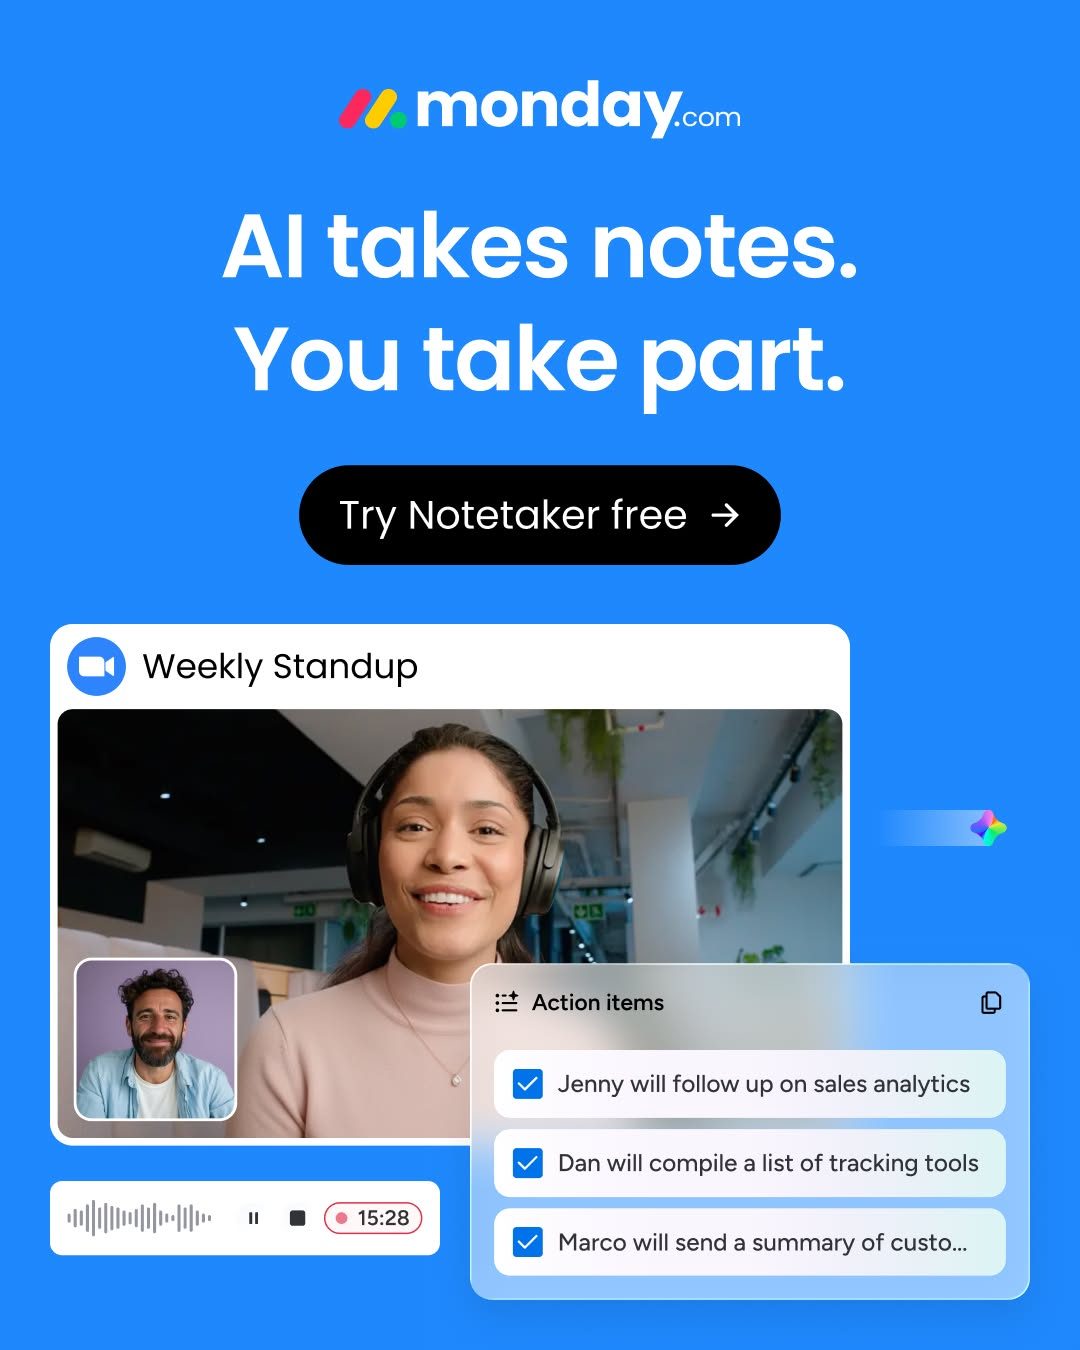 monday.com
AI takes notes.
You take part.
Try Notetaker free →
Weekly Standup
Action items
Jenny will follow up on sales analytics
Dan will compile a list of tracking tools
Marco will send a summary of custo...
15:28